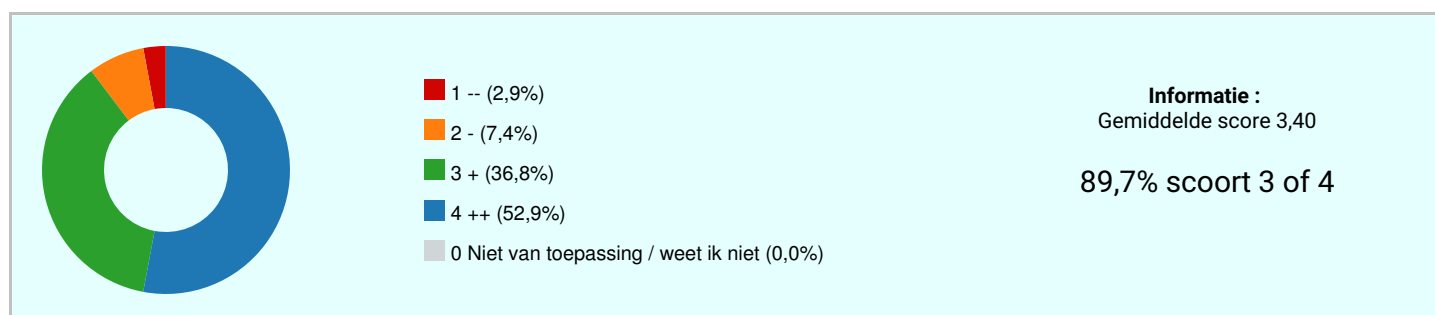 1 -- (2,9%)
2 - (7,4%)
3 + (36,8%)
4 ++ (52,9%)
0 Niet van toepassing / weet ik niet (0,0%)
Informatie :
Gemiddelde score 3,40
89,7% scoort 3 of 4